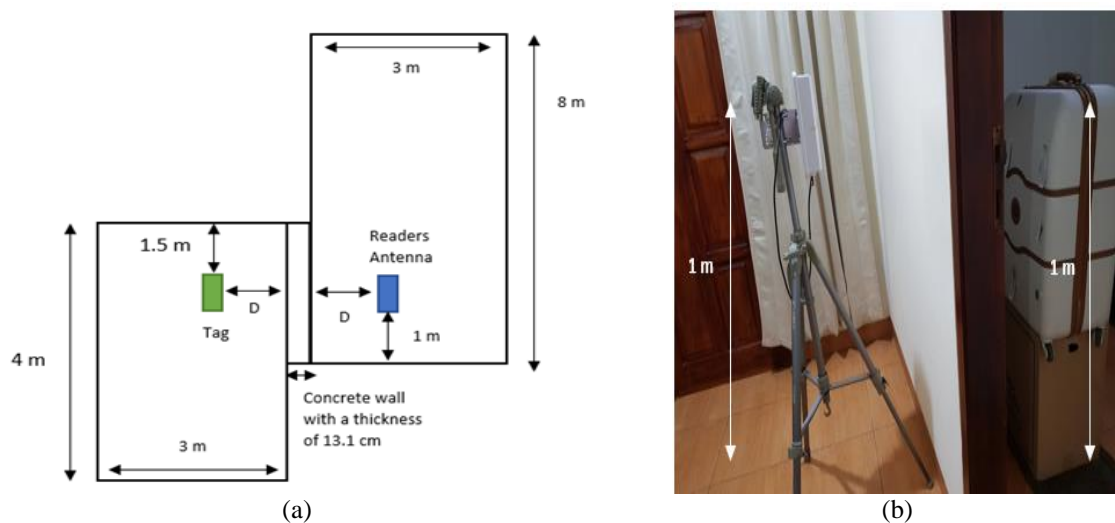 3 m
8 m
1.5 m
Readers
Antenna
D
D
Tag
1 m
4 m
Concrete wall
with a thickness
of 13.1 cm
3 m
(a)
1 m
1 m
(b)